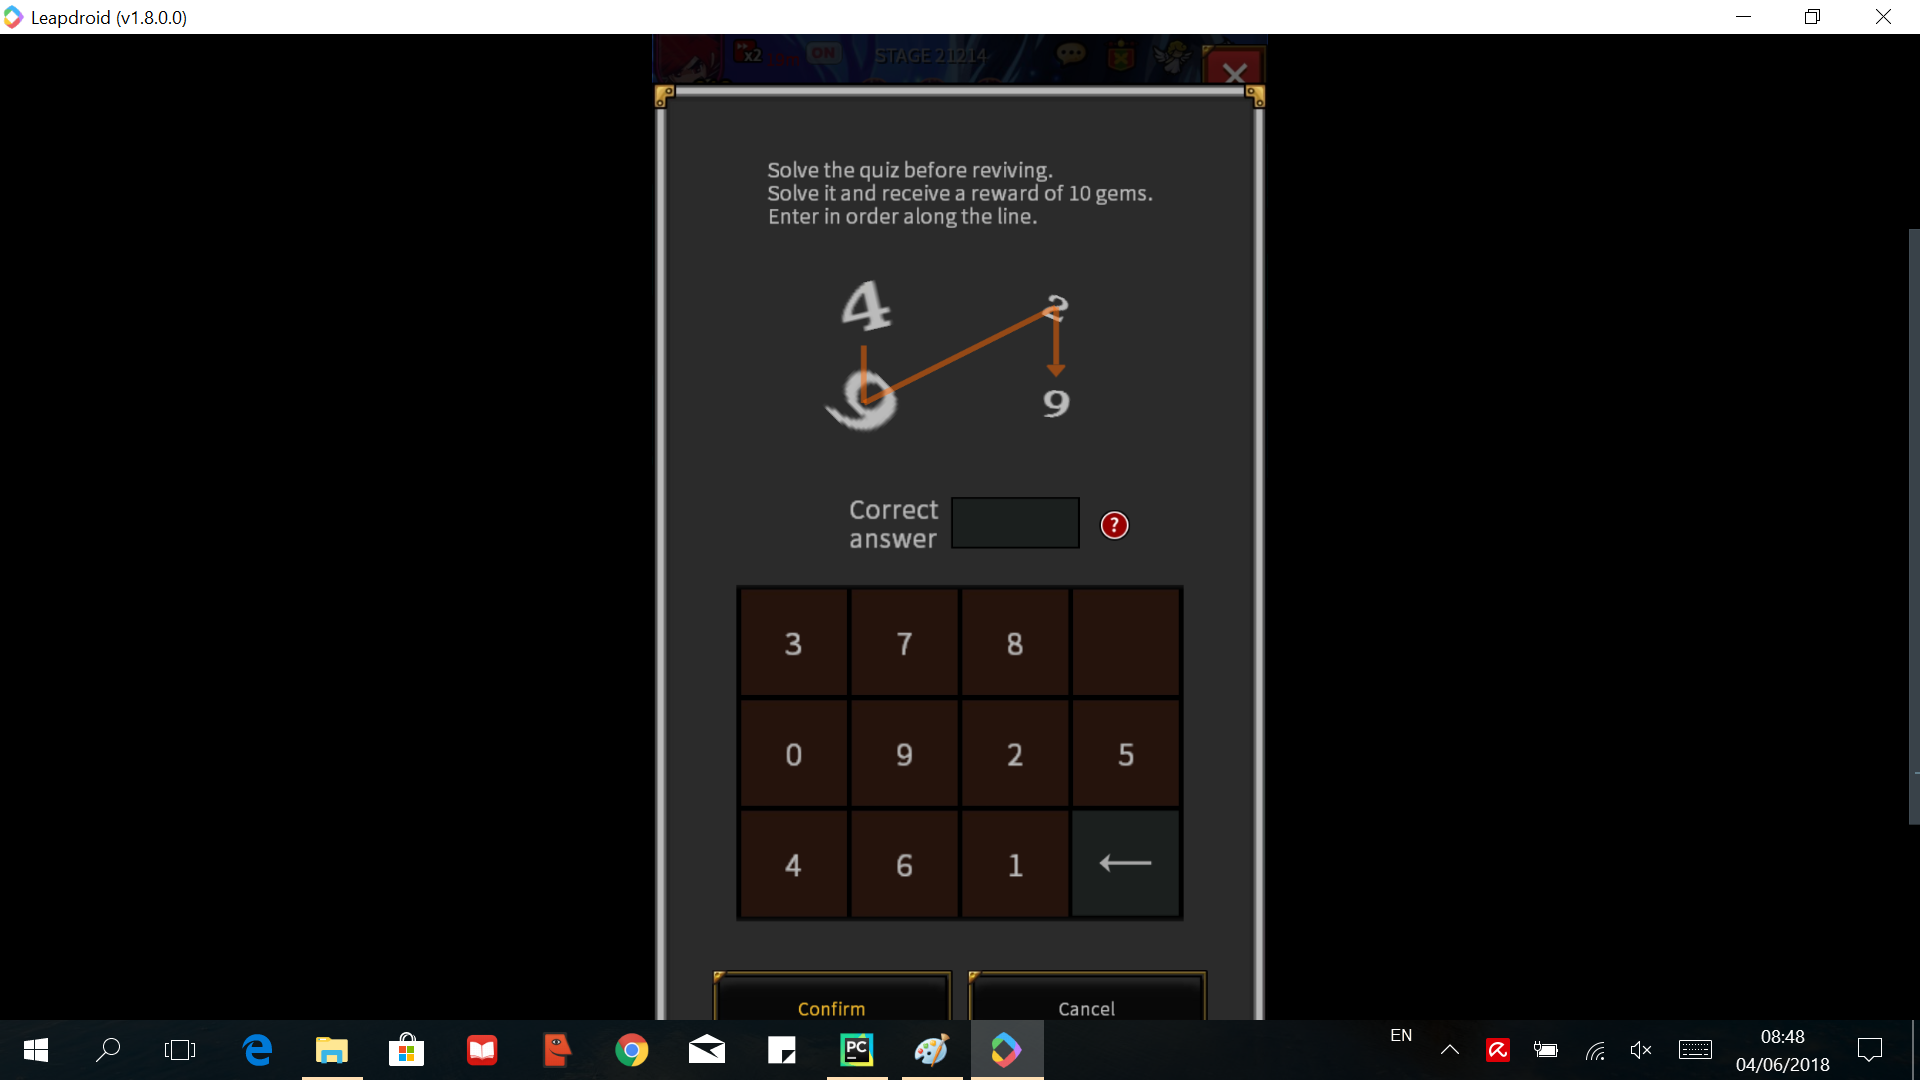 Leapdroid (v1.8.0.0)
x2
ON
STAGE 21214
Solve the quiz before reviving.
Solve it and receive a reward of 10 gems.
Enter in order along the line.
4 2
9 9
Correct
answer
?
3 7 8
0 9 2 5
4 6 1
Confirm Cancel
PC
EN
08:48
04/06/2018